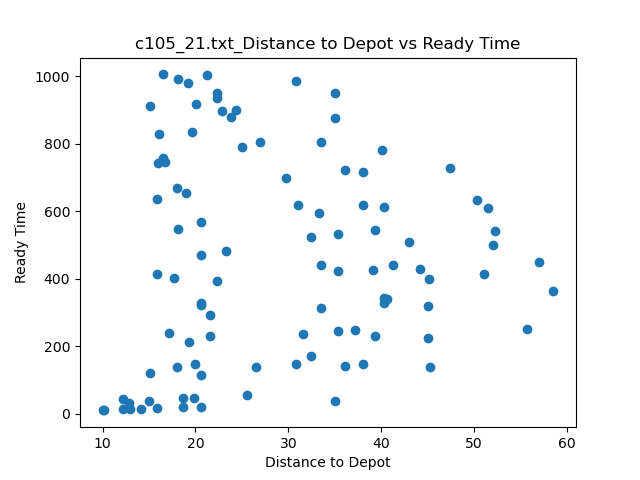 c105_21.txt_Distance to Depot vs Ready Time
1000
800
600
400
200
0
Ready Time
10 20 30 40 50 60
Distance to Depot